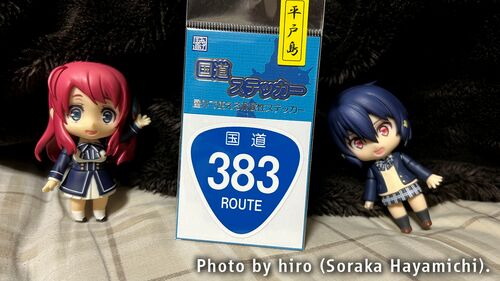 平戸島
国道
ステッカー
国道
383
ROUTE
Photo by hiro (Soraka Hayamichi).